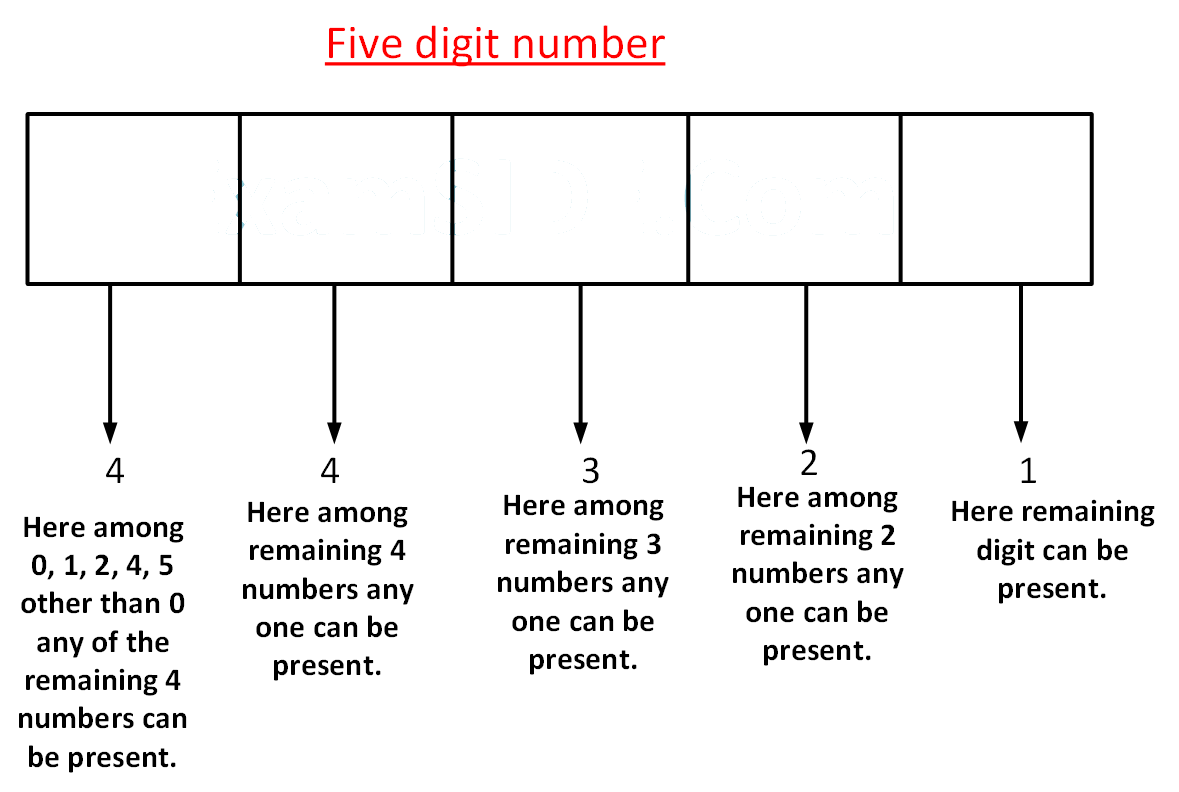 Five digit number
4
Here among
0, 1, 2, 4, 5
other than 0
any of the
remaining 4
numbers can
be present.
4
Here among
remaining 4
numbers any
one can be
present.
3
Here among
remaining 3
numbers any
one can be
present.
2
Here among
remaining 2
numbers any
one can be
present.
1
Here remaining
digit can be
present.